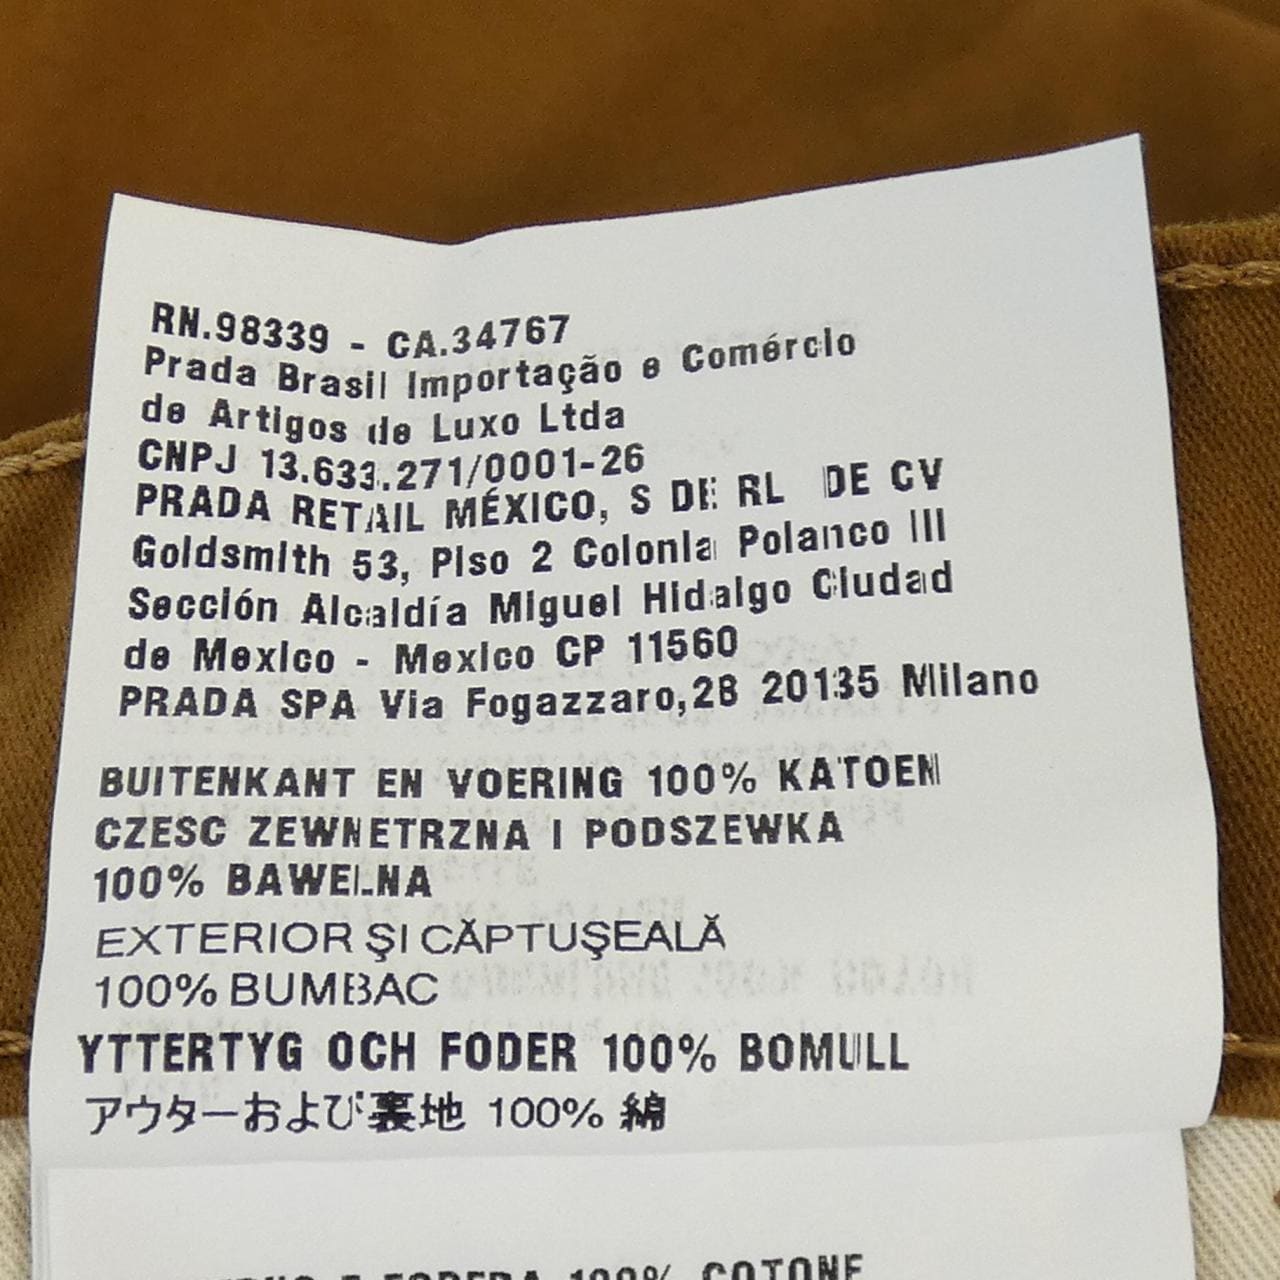 RN.98339 - CA.34767
Prada Brasil Importação e Comércio
de Artigos de Luxo Ltda
CNPJ 13.633.271/0001-26
PRADA RETAIL MÉXICO, S DE RL DE CV
Goldsmith 53, Piso 2 Colonia Polanco III
Sección Alcaldía Miguel Hidalgo Ciudad
de Mexico - Mexico CP 11560
PRADA SPA Via Fogazzaro,28 20135 Milano
BUITENKANT EN VOERING 100% KATOEN
CZESC ZEWNETRZNA I PODSZEWKA
100% BAWELNA
EXTERIOR ŞI CĂPTUŞEALĂ
100% BUMBAC
YTTERTYG OCH FODER 100% BOMULL
アウターおよび裏地 100% 綿
E FODERA 100% COTONE